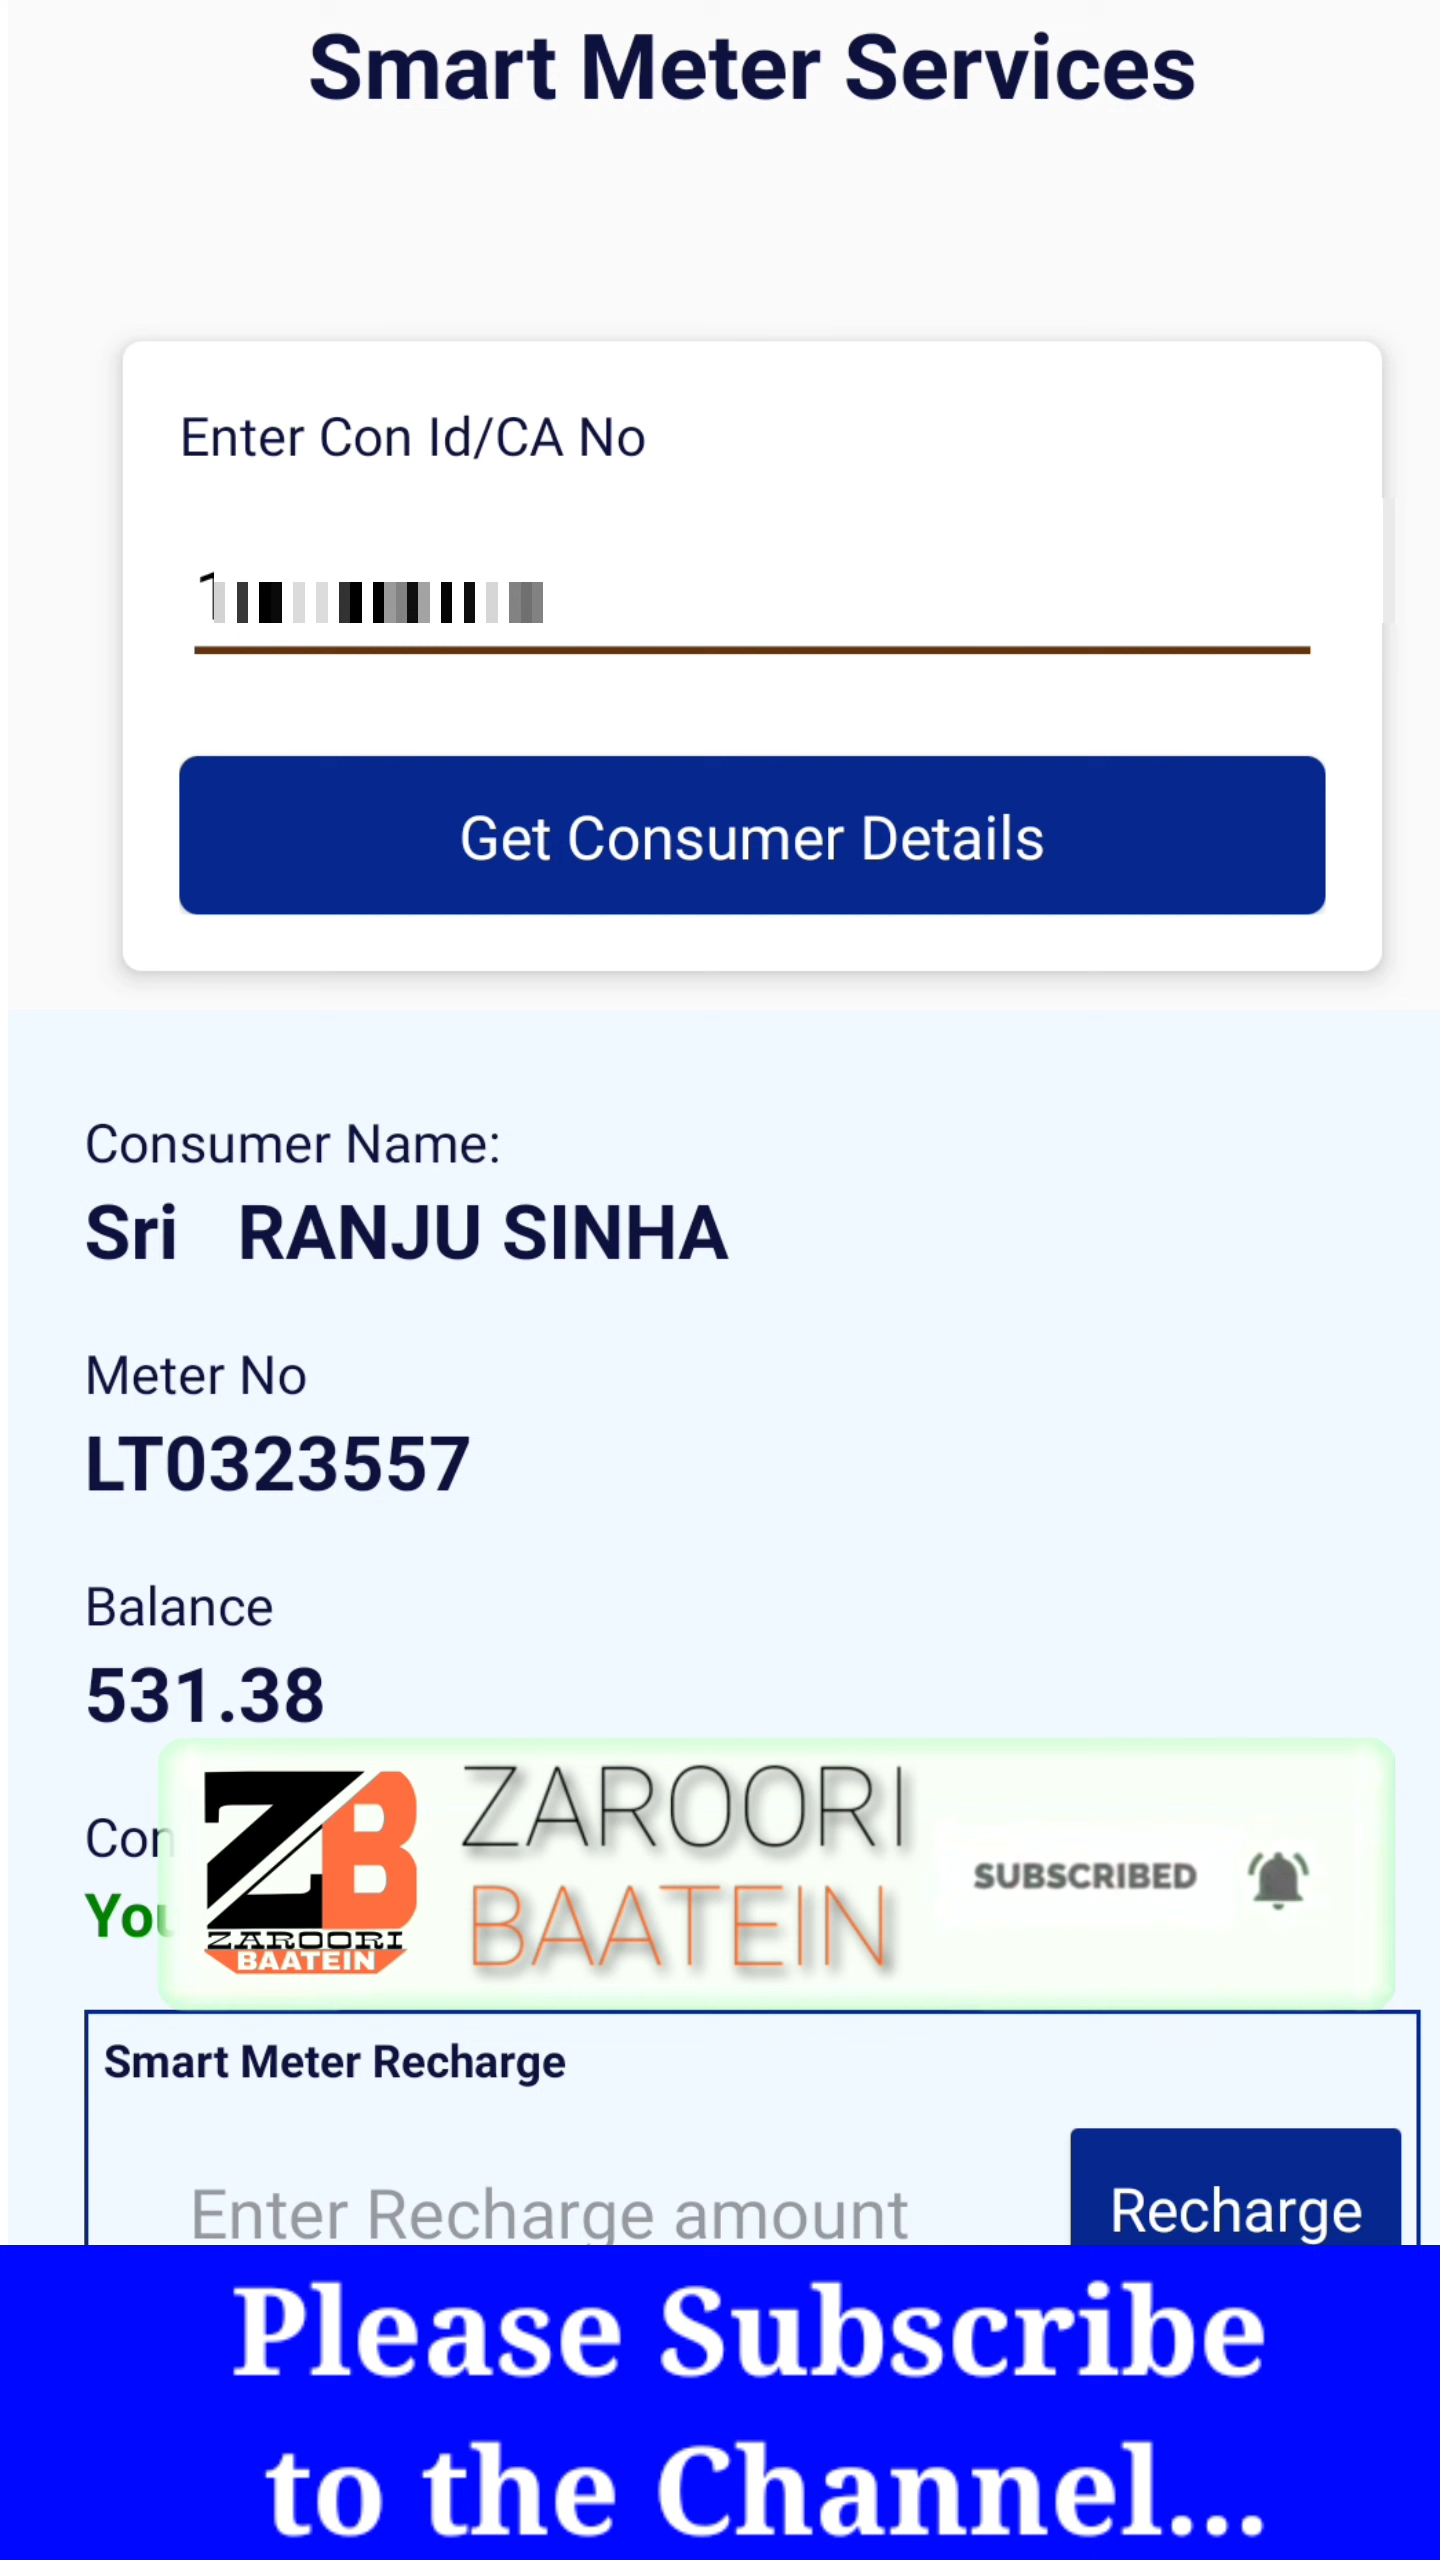 Smart Meter Services
Enter Con Id/CA No
Get Consumer Details
Consumer Name:
Sri RANJU SINHA
Meter No
LT0323557
Balance
531.38
ZAROORI
BAATEIN
SUBSCRIBED
ZAROORI
BAATEIN
Smart Meter Recharge
Enter Recharge amount
Recharge
Please Subscribe
to the Channel...